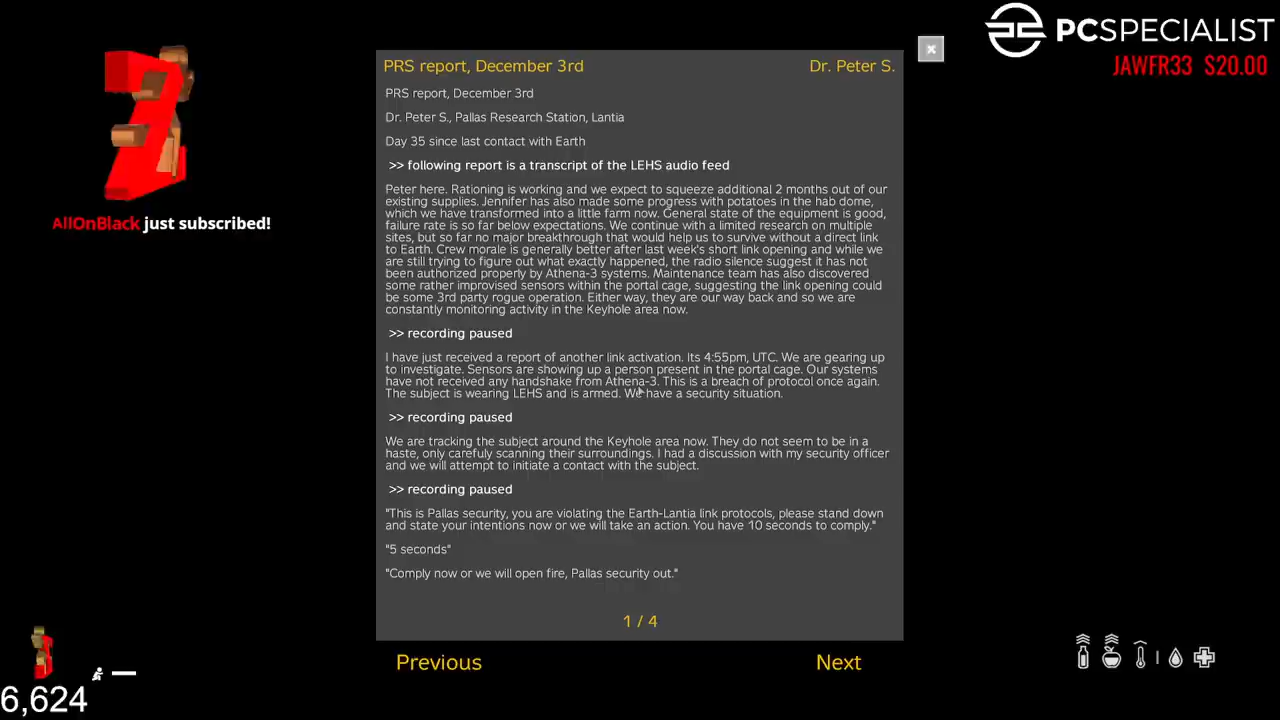 PCSPECIALIST
JAWFR33 $20.00
AllOnBlack just subscribed!
PRS report, December 3rd
Dr. Peter S.
PRS report, December 3rd
Dr. Peter S., Pallas Research Station, Lantia
Day 35 since last contact with Earth
>> following report is a transcript of the LEHS audio feed
Peter here. Rationing is working and we expect to squeeze additional 2 months out of our
existing supplies. Jennifer has also made some progress with potatoes in the hab dome,
which we have transformed into a little farm now. General state of the equipment is good,
failure rate is so far below expectations. We continue with a limited research on multiple
sites, but so far no major breakthrough that would help us to survive without a direct link
to Earth. Crew morale is generally better after last week's short link opening and while we
are still trying to figure out what exactly happened, the radio silence suggest it has not
been authorized properly by Athena-3 systems. Maintenance team has also discovered
some rather improvised sensors within the portal cage, suggesting the link opening could
be some 3rd party rogue operation. Either way, they are our way back and so we are
constantly monitoring activity in the Keyhole area now.
>> recording paused
I have just received a report of another link activation. Its 4:55pm, UTC. We are gearing up
to investigate. Sensors are showing up a person present in the portal cage. Our systems
have not received any handshake from Athena-3. This is a breach of protocol once again.
The subject is wearing LEHS and is armed. We have a security situation.
>> recording paused
We are tracking the subject around the Keyhole area now. They do not seem to be in a
haste, only carefuly scanning their surroundings. I had a discussion with my security officer
and we will attempt to initiate a contact with the subject.
>> recording paused
"This is Pallas security, you are violating the Earth-Lantia link protocols, please stand down
and state your intentions now or we will take an action. You have 10 seconds to comply."
"5 seconds"
"Comply now or we will open fire, Pallas security out."
1 / 4
Previous
Next
6,624